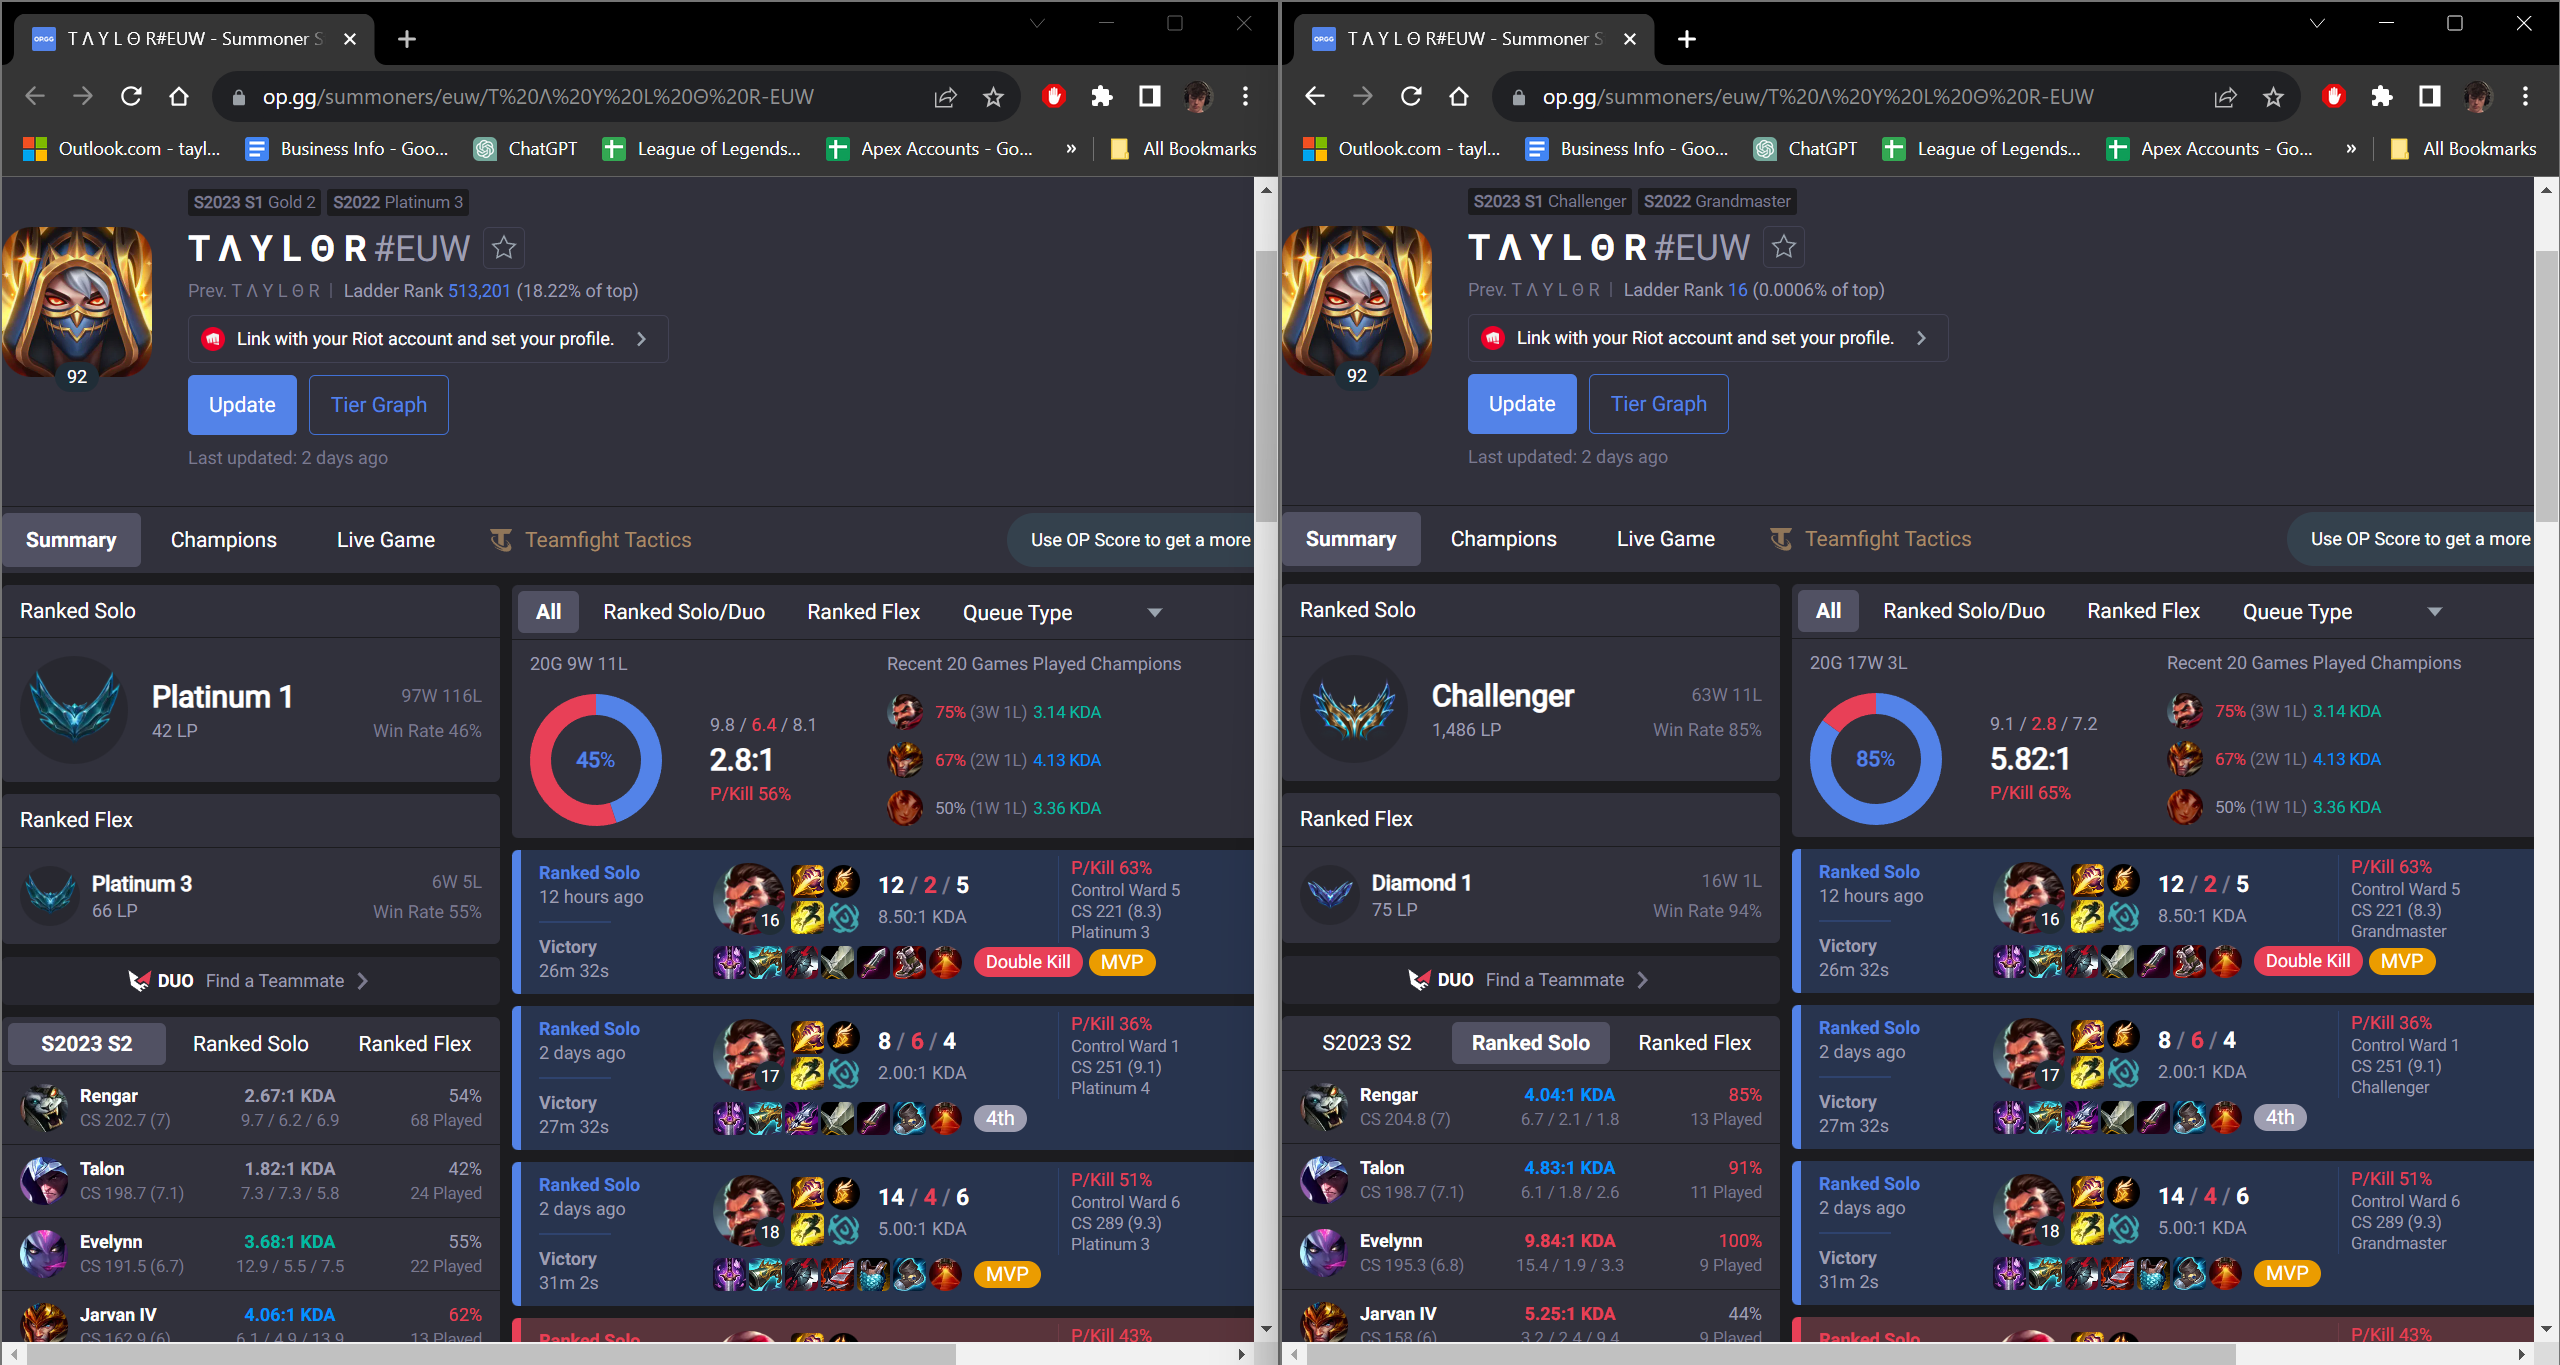 T Λ Y L Θ R#EUW - Summoner S
op.gg/summoners/euw/T%20Λ%20Y%20L%20Θ%20R-EUW
Outlook.com - tayl...
Business Info - Goo...
ChatGPT
League of Legends...
Apex Accounts - Go...
»
All Bookmarks
S2023 S1 Gold 2
S2022 Platinum 3
T Λ Y L Θ R #EUW
Prev. T Λ Y L Θ R | Ladder Rank 513,201 (18.22% of top)
Link with your Riot account and set your profile.
92
Update
Tier Graph
Last updated: 2 days ago
Summary
Champions
Live Game
Teamfight Tactics
Use OP Score to get a more
Ranked Solo
Platinum 1
42 LP
97W 116L
Win Rate 46%
Ranked Flex
Platinum 3
66 LP
6W 5L
Win Rate 55%
DUO Find a Teammate
S2023 S2
Ranked Solo
Ranked Flex
Rengar
CS 202.7 (7)
2.67:1 KDA
9.7 / 6.2 / 6.9
54%
68 Played
Talon
CS 198.7 (7.1)
1.82:1 KDA
7.3 / 7.3 / 5.8
42%
24 Played
Evelynn
CS 191.5 (6.7)
3.68:1 KDA
12.9 / 5.5 / 7.5
55%
22 Played
Jarvan IV
CS 162.9 (6)
4.06:1 KDA
6.1 / 4.9 / 13.9
62%
13 Played
All
Ranked Solo/Duo
Ranked Flex
Queue Type
20G 9W 11L
45%
9.8 / 6.4 / 8.1
2.8:1
P/Kill 56%
Recent 20 Games Played Champions
75% (3W 1L) 3.14 KDA
67% (2W 1L) 4.13 KDA
50% (1W 1L) 3.36 KDA
Ranked Solo
12 hours ago
Victory
26m 32s
16
12 / 2 / 5
8.50:1 KDA
Double Kill
MVP
P/Kill 63%
Control Ward 5
CS 221 (8.3)
Platinum 3
Ranked Solo
2 days ago
Victory
27m 32s
17
8 / 6 / 4
2.00:1 KDA
4th
P/Kill 36%
Control Ward 1
CS 251 (9.1)
Platinum 4
Ranked Solo
2 days ago
Victory
31m 2s
18
14 / 4 / 6
5.00:1 KDA
MVP
P/Kill 51%
Control Ward 6
CS 289 (9.3)
Platinum 3
Ranked Solo
P/Kill 43%
T Λ Y L Θ R#EUW - Summoner S
op.gg/summoners/euw/T%20Λ%20Y%20L%20Θ%20R-EUW
Outlook.com - tayl...
Business Info - Goo...
ChatGPT
League of Legends...
Apex Accounts - Go...
»
All Bookmarks
S2023 S1 Challenger
S2022 Grandmaster
T Λ Y L Θ R #EUW
Prev. T Λ Y L Θ R | Ladder Rank 16 (0.0006% of top)
Link with your Riot account and set your profile.
92
Update
Tier Graph
Last updated: 2 days ago
Summary
Champions
Live Game
Teamfight Tactics
Use OP Score to get a more
Ranked Solo
Challenger
1,486 LP
63W 11L
Win Rate 85%
Ranked Flex
Diamond 1
75 LP
16W 1L
Win Rate 94%
DUO Find a Teammate
S2023 S2
Ranked Solo
Ranked Flex
Rengar
CS 204.8 (7)
4.04:1 KDA
6.7 / 2.1 / 1.8
85%
13 Played
Talon
CS 198.7 (7.1)
4.83:1 KDA
6.1 / 1.8 / 2.6
91%
11 Played
Evelynn
CS 195.3 (6.8)
9.84:1 KDA
15.4 / 1.9 / 3.3
100%
9 Played
Jarvan IV
CS 158 (6)
5.25:1 KDA
3.2 / 2.4 / 9.4
44%
9 Played
All
Ranked Solo/Duo
Ranked Flex
Queue Type
20G 17W 3L
85%
9.1 / 2.8 / 7.2
5.82:1
P/Kill 65%
Recent 20 Games Played Champions
75% (3W 1L) 3.14 KDA
67% (2W 1L) 4.13 KDA
50% (1W 1L) 3.36 KDA
Ranked Solo
12 hours ago
Victory
26m 32s
16
12 / 2 / 5
8.50:1 KDA
Double Kill
MVP
P/Kill 63%
Control Ward 5
CS 221 (8.3)
Grandmaster
Ranked Solo
2 days ago
Victory
27m 32s
17
8 / 6 / 4
2.00:1 KDA
4th
P/Kill 36%
Control Ward 1
CS 251 (9.1)
Challenger
Ranked Solo
2 days ago
Victory
31m 2s
18
14 / 4 / 6
5.00:1 KDA
MVP
P/Kill 51%
Control Ward 6
CS 289 (9.3)
Grandmaster
Ranked Solo
P/Kill 43%